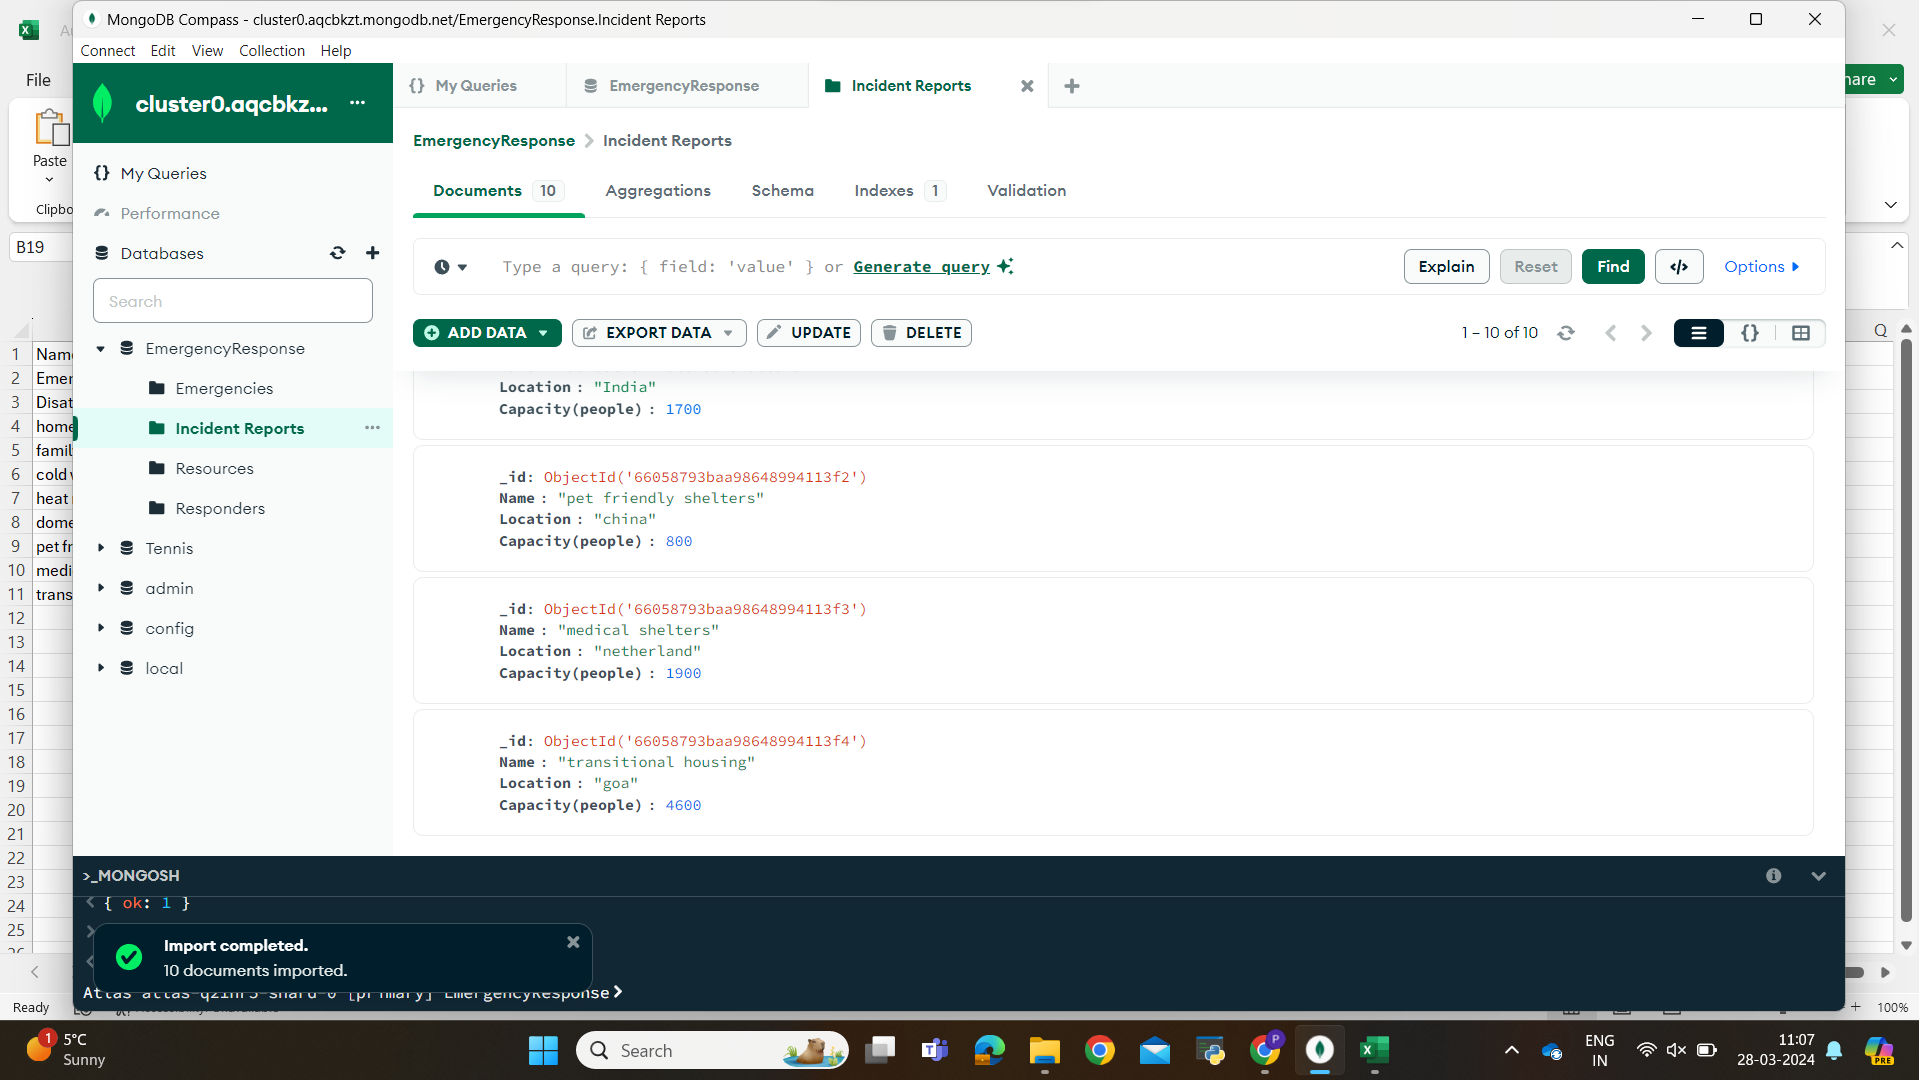 MongoDB Compass - cluster0.aqcbkzt.mongodb.net/EmergencyResponse.Incident Reports
Connect Edit View Collection Help
File
Paste
Clipbo
B19
cluster0.aqcbkz... ...
My Queries
Performance
Databases
Search
EmergencyResponse
Emergencies
Incident Reports
Resources
Responders
Tennis
admin
config
local
{} My Queries EmergencyResponse Incident Reports
EmergencyResponse > Incident Reports
Documents 10 Aggregations Schema Indexes 1 Validation
Type a query: { field: 'value' } or Generate query
Explain Reset Find </> Options
ADD DATA EXPORT DATA UPDATE DELETE
1 – 10 of 10
Location : "India"
Capacity(people) : 1700
_id: ObjectId('66058793baa98648994113f2')
Name : "pet friendly shelters"
Location : "china"
Capacity(people) : 800
_id: ObjectId('66058793baa98648994113f3')
Name : "medical shelters"
Location : "netherland"
Capacity(people) : 1900
_id: ObjectId('66058793baa98648994113f4')
Name : "transitional housing"
Location : "goa"
Capacity(people) : 4600
>_MONGOSH
< { ok: 1 }
Import completed.
10 documents imported.
EmergencyResponse>
hare
Q
1 Name
2 Emer
3 Disat
4 home
5 famil
6 cold w
7 heat
8 dome
9 pet fr
10 medi
11 trans
12
13
14
15
16
17
18
19
20
21
22
23
24
25
26
Ready
100%
1
5°C
Sunny
Search
ENG
IN
11:07
28-03-2024
PRE